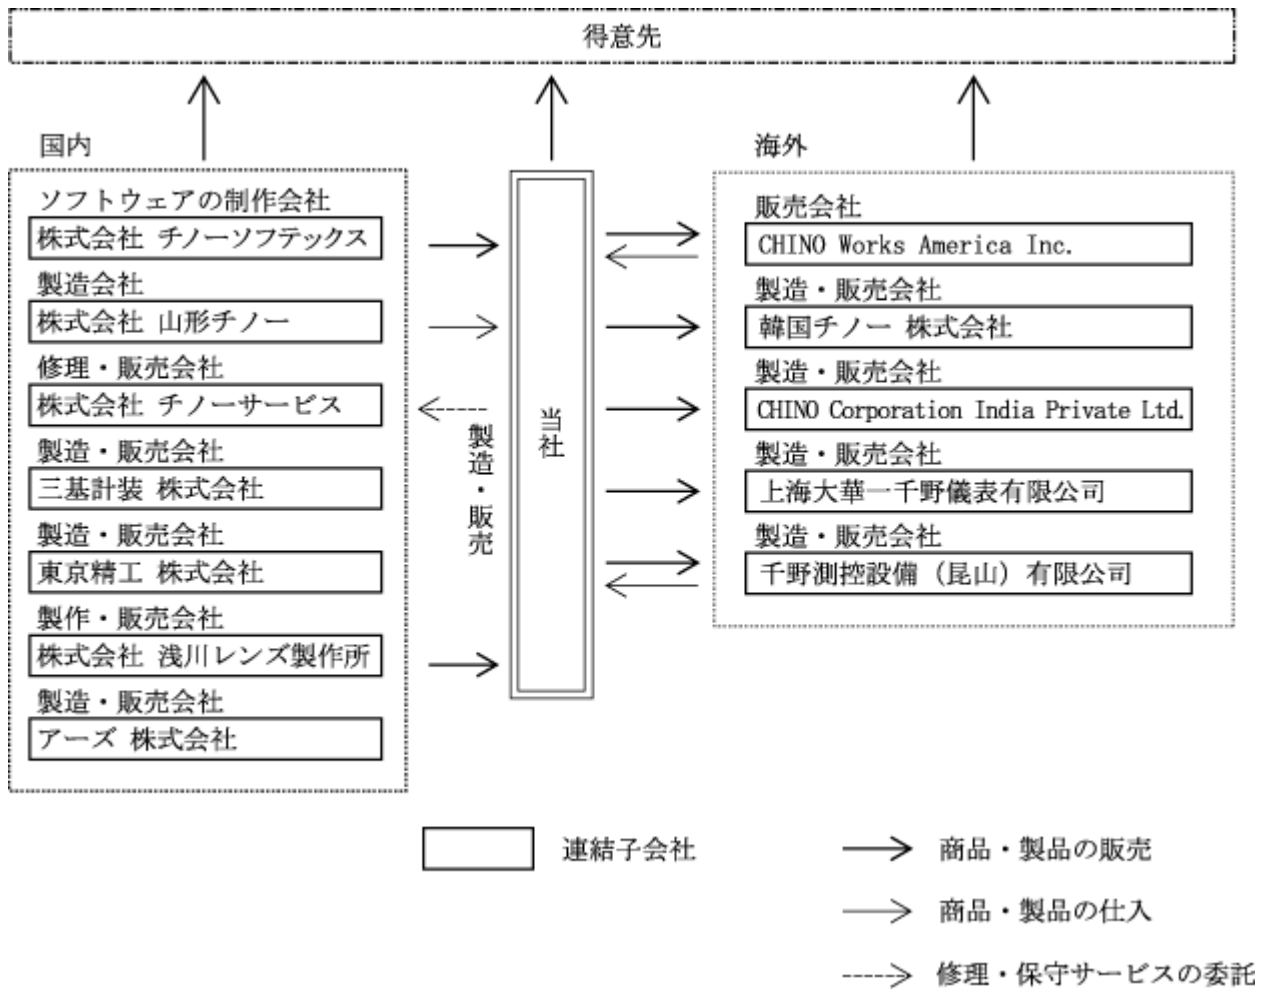 得意先
国内
ソフトウェアの制作会社
株式会社 チノーソフテックス
製造会社
株式会社 山形チノー
修理・販売会社
株式会社 チノーサービス
製造・販売会社
三基計装 株式会社
製造・販売会社
東京精工 株式会社
製作・販売会社
株式会社 浅川レンズ製作所
製造・販売会社
アーズ 株式会社
製造・販売
当社
海外
販売会社
CHINO Works America Inc.
製造・販売会社
韓国チノー 株式会社
製造・販売会社
CHINO Corporation India Private Ltd.
製造・販売会社
上海大華－千野儀表有限公司
製造・販売会社
千野測控設備（昆山）有限公司
連結子会社
商品・製品の販売
商品・製品の仕入
修理・保守サービスの委託